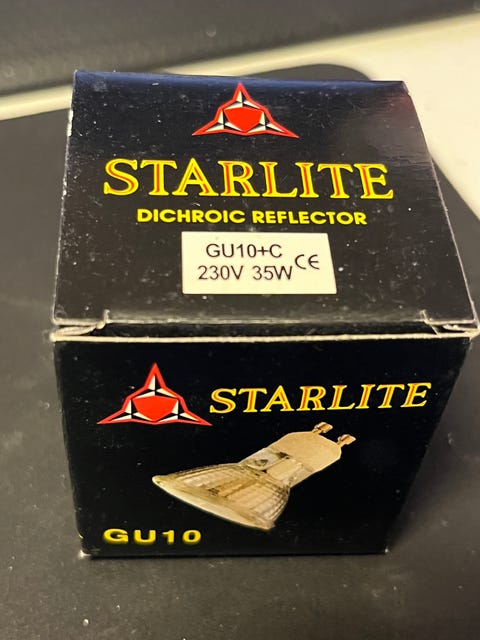 STARLITE
DICHROIC REFLECTOR
GU10+C
230V 35W CE
STARLITE
GU10